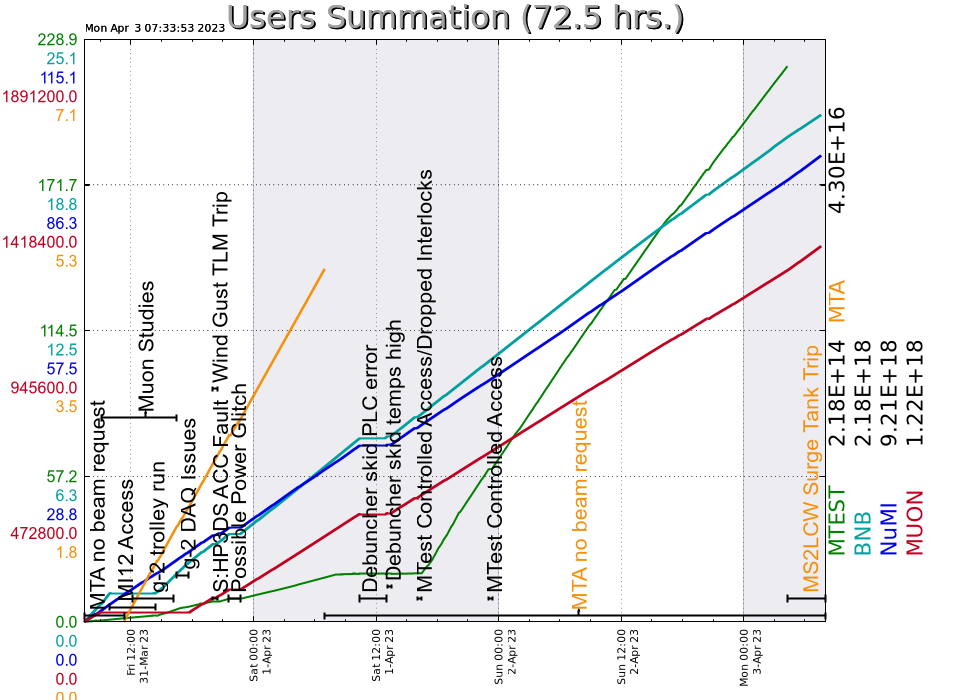 Users Summation (72.5 hrs.)
Mon Apr 3 07:33:53 2023
228.9
25.1
115.1
1891200.0
7.1
171.7
18.8
86.3
1418400.0
5.3
114.5
12.5
57.5
945600.0
3.5
57.2
6.3
28.8
472800.0
1.8
0.0
0.0
0.0
0.0
0.0
MTA no beam request
MI12 Access
Muon Studies
g-2 trolley run
g-2 DAQ Issues
S:HP3DS ACC Fault
Wind Gust TLM Trip
Possible Power Glitch
Debuncher skid PLC error
Debuncher skid temps high
MTest Controlled Access/Dropped Interlocks
MTest Controlled Access
MTA no beam request
MS2LCW Surge Tank Trip
MTEST 2.18E+14 MTA 4.30E+16
BNB 2.18E+18
NuMI 9.21E+18
MUON 1.22E+18
Fri 12:00
31-Mar 23
Sat 00:00
1-Apr 23
Sat 12:00
1-Apr 23
Sun 00:00
2-Apr 23
Sun 12:00
2-Apr 23
Mon 00:00
3-Apr 23